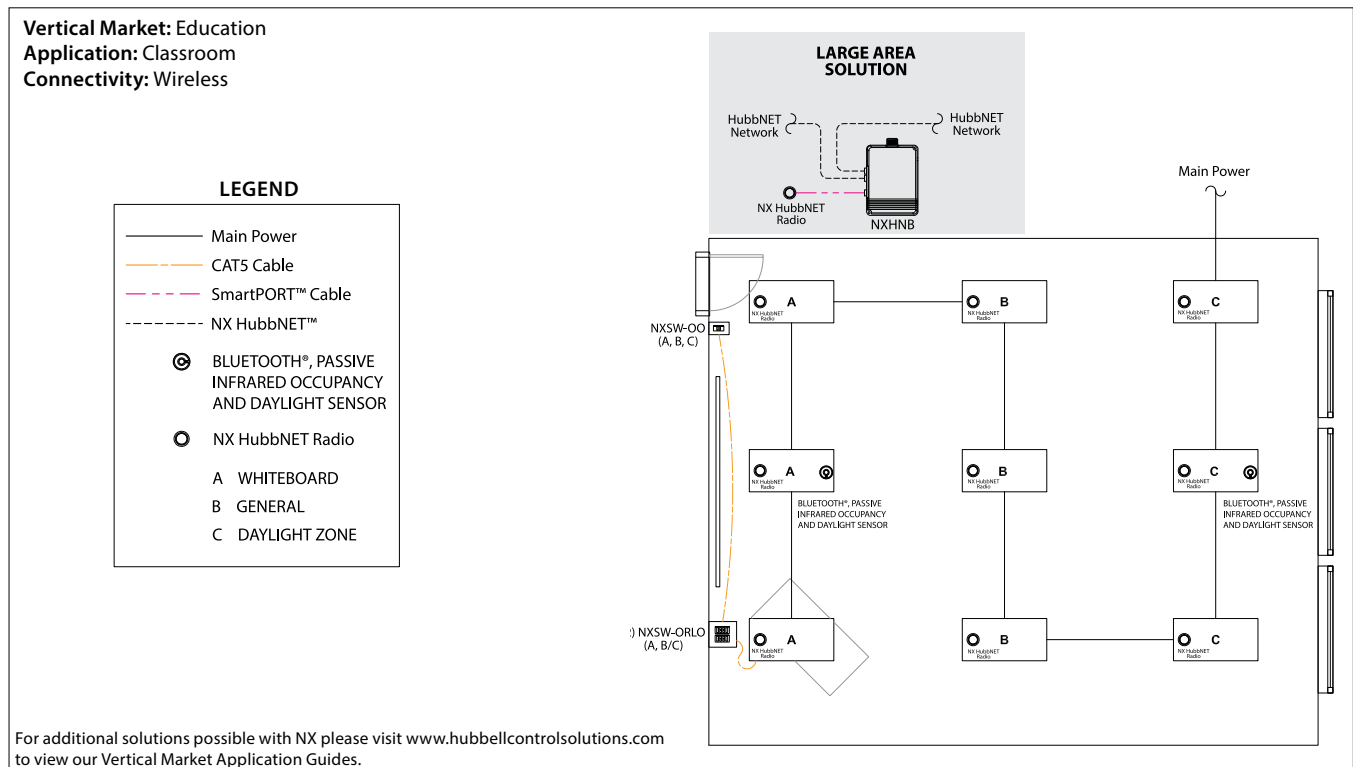 Vertical Market: Education
Application: Classroom
Connectivity: Wireless
LARGE AREA
SOLUTION
HubbNET
Network
HubbNET
Network
NX HubbNET
Radio
NXHNB
Main Power
LEGEND
Main Power
CAT5 Cable
SmartPORT™ Cable
NX HubbNET™
BLUETOOTH®, PASSIVE
INFRARED OCCUPANCY
AND DAYLIGHT SENSOR
NX HubbNET Radio
A WHITEBOARD
B GENERAL
C DAYLIGHT ZONE
NXSW-OO
(A, B, C)
A
NX HubbNET
Radio
B
NX HubbNET
Radio
C
NX HubbNET
Radio
A
NX HubbNET
Radio
BLUETOOTH®, PASSIVE
INFRARED OCCUPANCY
AND DAYLIGHT SENSOR
B
NX HubbNET
Radio
C
NX HubbNET
Radio
BLUETOOTH®, PASSIVE
INFRARED OCCUPANCY
AND DAYLIGHT SENSOR
) NXSW-ORLO
(A, B/C)
A
NX HubbNET
Radio
B
NX HubbNET
Radio
C
NX HubbNET
Radio
For additional solutions possible with NX please visit www.hubbellcontrolsolutions.com
to view our Vertical Market Application Guides.